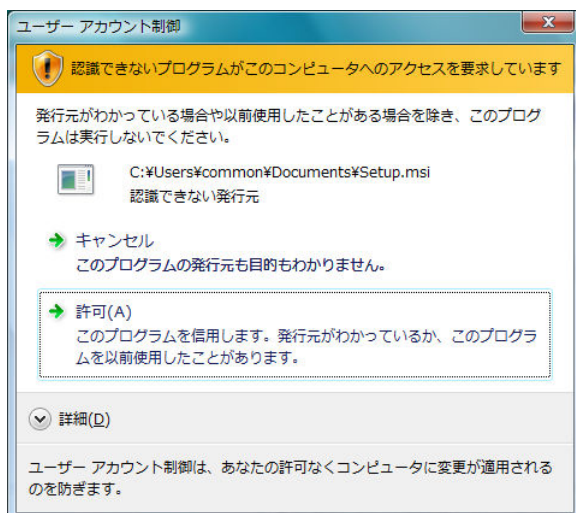 ユーザー アカウント制御
認識できないプログラムがこのコンピュータへのアクセスを要求しています
発行元がわかっている場合や以前使用したことがある場合を除き、このプログ
ラムは実行しないでください。
C:¥Users¥common¥Documents¥Setup.msi
認識できない発行元
キャンセル
このプログラムの発行元も目的もわかりません。
許可(A)
このプログラムを信用します。発行元がわかっているか、このプログラ
ムを以前使用したことがあります。
詳細(D)
ユーザー アカウント制御は、あなたの許可なくコンピュータに変更が適用される
のを防ぎます。